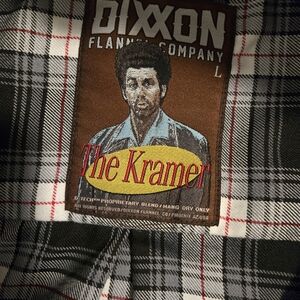 DIXXON
FLANNEL COMPANY
L
The Kramer
D-TECH™ PROPRIETARY BLEND / HANG DRY ONLY